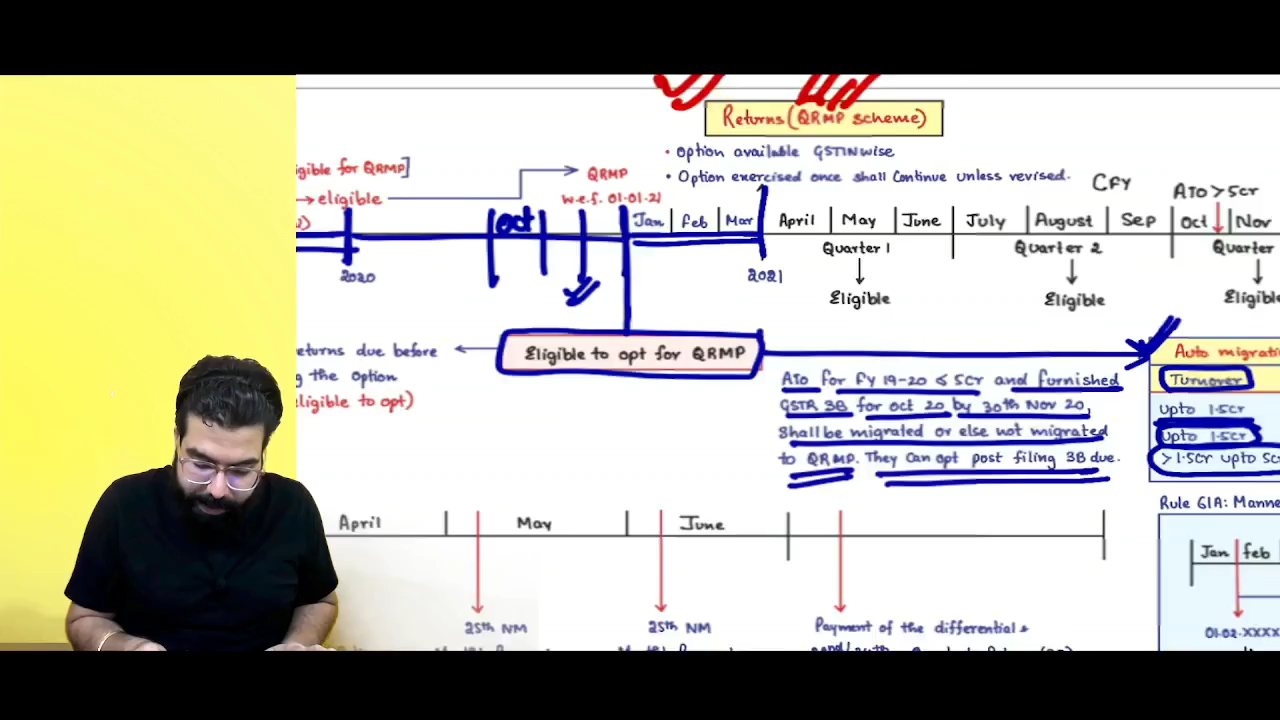 Returns (QRMP scheme)
• Option available GSTINwise
• Option exercised once shall Continue unless revised.
igible for QRMP]
→ eligible
QRMP
w.e.f. 01-01-21
CFY
ATO > 5cr
oct
Jan Feb Mar April May June July August Sep Oct Nov
Quarter 1 Quarter 2 Quarter
2020
2021
Eligible Eligible Eligible
eturns due before
g the Option
ligible to opt)
Eligible to opt for QRMP
ATO for FY 19-20 ≤ 5Cr and furnished
GSTR 3B for oct 20 by 30th Nov 20,
Shall be migrated or else not migrated
to QRMP. They Can opt post filing 3B due.
Auto migrati
Turnover
Upto 1.5cr
Upto 1.5cr
> 1.5cr upto 5c
April May June
25th NM 25th NM
Payment of the differential &
Rule 61A: Manne
Jan feb
01-02-XXXX